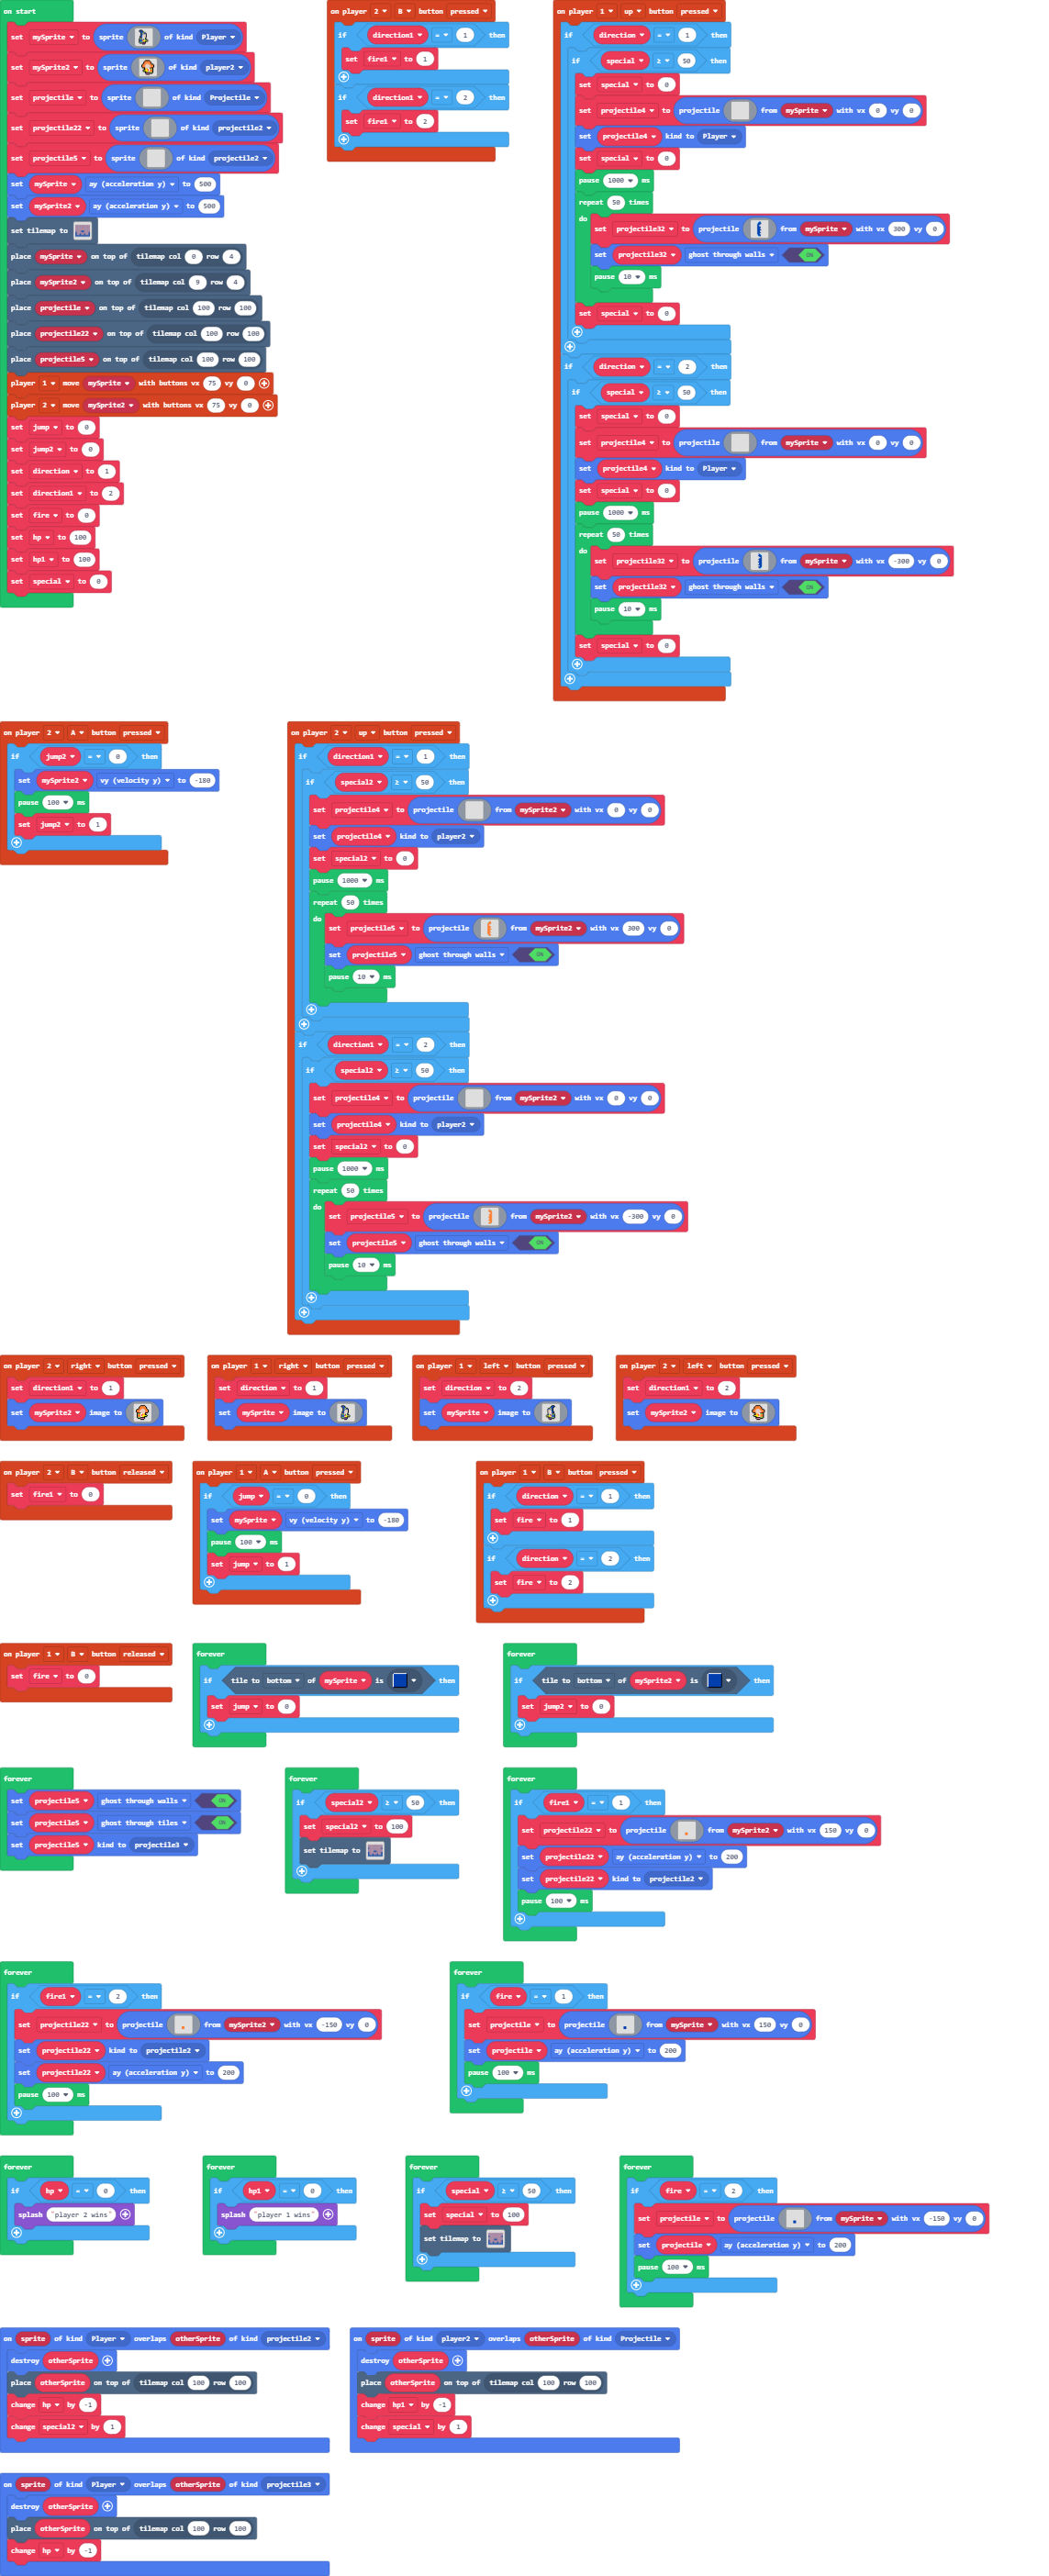 on start
set mySprite to sprite of kind Player
set mySprite2 to sprite of kind player2
set projectile to sprite of kind Projectile
set projectile22 to sprite of kind projectile2
set projectile5 to sprite of kind projectile2
set mySprite ay (acceleration y) to 500
set mySprite2 ay (acceleration y) to 500
set tilemap to
place mySprite on top of tilemap col 0 row 4
place mySprite2 on top of tilemap col 9 row 4
place projectile on top of tilemap col 100 row 100
place projectile22 on top of tilemap col 100 row 100
place projectile5 on top of tilemap col 100 row 100
player 1 move mySprite with buttons vx 75 vy 0
player 2 move mySprite2 with buttons vx 75 vy 0
set jump to 0
set jump2 to 0
set direction to 1
set direction1 to 2
set fire to 0
set hp to 100
set hp1 to 100
set special to 0
on player 2 B button pressed
if direction1 = 1 then
set fire1 to 1
if direction1 = 2 then
set fire1 to 2
on player 1 up button pressed
if direction = 1 then
if special ≥ 50 then
set special to 0
set projectile4 to projectile from mySprite with vx 0 vy 0
set projectile4 kind to Player
set special to 0
pause 1000 ms
repeat 50 times
do
set projectile32 to projectile from mySprite with vx 300 vy 0
set projectile32 ghost through walls ON
pause 10 ms
set special to 0
if direction = 2 then
if special ≥ 50 then
set special to 0
set projectile4 to projectile from mySprite with vx 0 vy 0
set projectile4 kind to Player
set special to 0
pause 1000 ms
repeat 50 times
do
set projectile32 to projectile from mySprite with vx -300 vy 0
set projectile32 ghost through walls ON
pause 10 ms
set special to 0
on player 2 A button pressed
if jump2 = 0 then
set mySprite2 vy (velocity y) to -180
pause 100 ms
set jump2 to 1
on player 2 up button pressed
if direction1 = 1 then
if special2 ≥ 50 then
set projectile4 to projectile from mySprite2 with vx 0 vy 0
set projectile4 kind to player2
set special2 to 0
pause 1000 ms
repeat 50 times
do
set projectile5 to projectile from mySprite2 with vx 300 vy 0
set projectile5 ghost through walls ON
pause 10 ms
if direction1 = 2 then
if special2 ≥ 50 then
set projectile4 to projectile from mySprite2 with vx 0 vy 0
set projectile4 kind to player2
set special2 to 0
pause 1000 ms
repeat 50 times
do
set projectile5 to projectile from mySprite2 with vx -300 vy 0
set projectile5 ghost through walls ON
pause 10 ms
on player 2 right button pressed
set direction1 to 1
set mySprite2 image to
on player 1 right button pressed
set direction to 1
set mySprite image to
on player 1 left button pressed
set direction to 2
set mySprite image to
on player 2 left button pressed
set direction1 to 2
set mySprite2 image to
on player 2 B button released
set fire1 to 0
on player 1 A button pressed
if jump = 0 then
set mySprite vy (velocity y) to -180
pause 100 ms
set jump to 1
on player 1 B button pressed
if direction = 1 then
set fire to 1
if direction = 2 then
set fire to 2
on player 1 B button released
set fire to 0
forever
if tile to bottom of mySprite is then
set jump to 0
forever
if tile to bottom of mySprite2 is then
set jump2 to 0
forever
set projectile5 ghost through walls ON
set projectile5 ghost through tiles ON
set projectile5 kind to projectile3
forever
if special2 ≥ 50 then
set special2 to 100
set tilemap to
forever
if fire1 = 1 then
set projectile22 to projectile from mySprite2 with vx 150 vy 0
set projectile22 ay (acceleration y) to 200
set projectile22 kind to projectile2
pause 100 ms
forever
if fire1 = 2 then
set projectile22 to projectile from mySprite2 with vx -150 vy 0
set projectile22 kind to projectile2
set projectile22 ay (acceleration y) to 200
pause 100 ms
forever
if fire = 1 then
set projectile to projectile from mySprite with vx 150 vy 0
set projectile ay (acceleration y) to 200
pause 100 ms
forever
if hp = 0 then
splash "player 2 wins"
forever
if hp1 = 0 then
splash "player 1 wins"
forever
if special ≥ 50 then
set special to 100
set tilemap to
forever
if fire = 2 then
set projectile to projectile from mySprite with vx -150 vy 0
set projectile ay (acceleration y) to 200
pause 100 ms
on sprite of kind Player overlaps otherSprite of kind projectile2
destroy otherSprite
place otherSprite on top of tilemap col 100 row 100
change hp by -1
change special2 by 1
on sprite of kind player2 overlaps otherSprite of kind Projectile
destroy otherSprite
place otherSprite on top of tilemap col 100 row 100
change hp1 by -1
change special by 1
on sprite of kind Player overlaps otherSprite of kind projectile3
destroy otherSprite
place otherSprite on top of tilemap col 100 row 100
change hp by -1